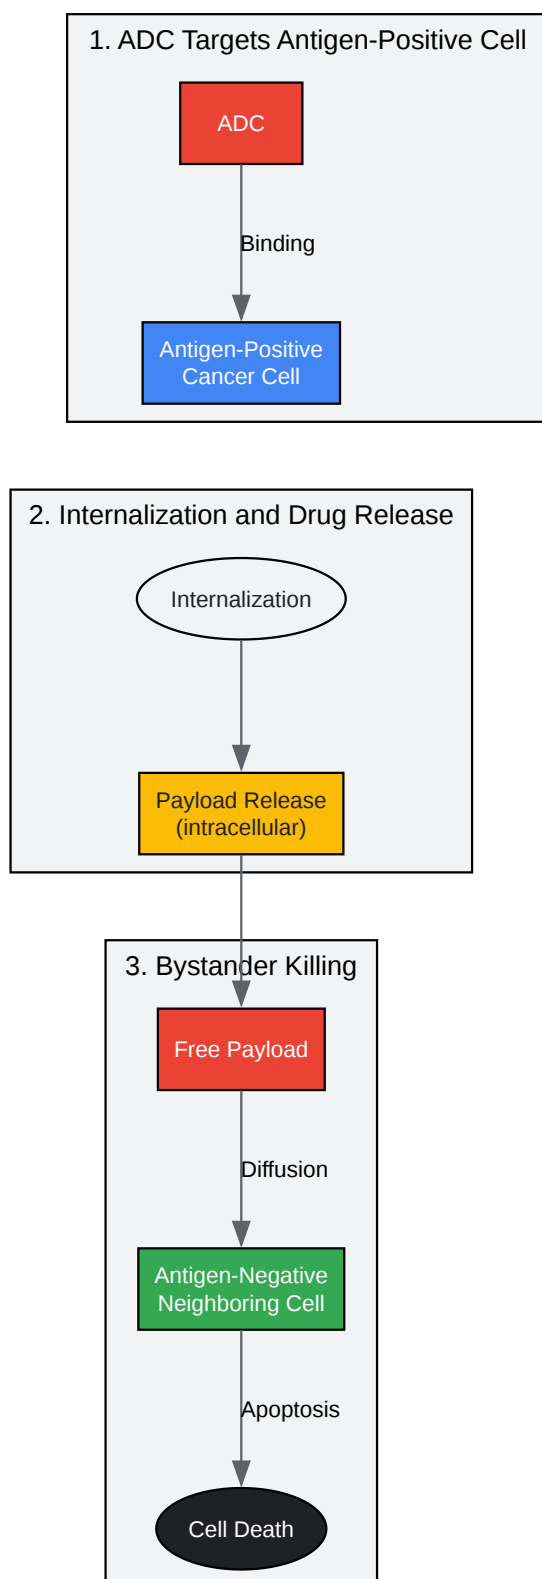 1. ADC Targets Antigen-Positive Cell
ADC
Binding
Antigen-Positive
Cancer Cell
2. Internalization and Drug Release
Internalization
Payload Release
(intracellular)
3. Bystander Killing
Free Payload
Diffusion
Antigen-Negative
Neighboring Cell
Apoptosis
Cell Death